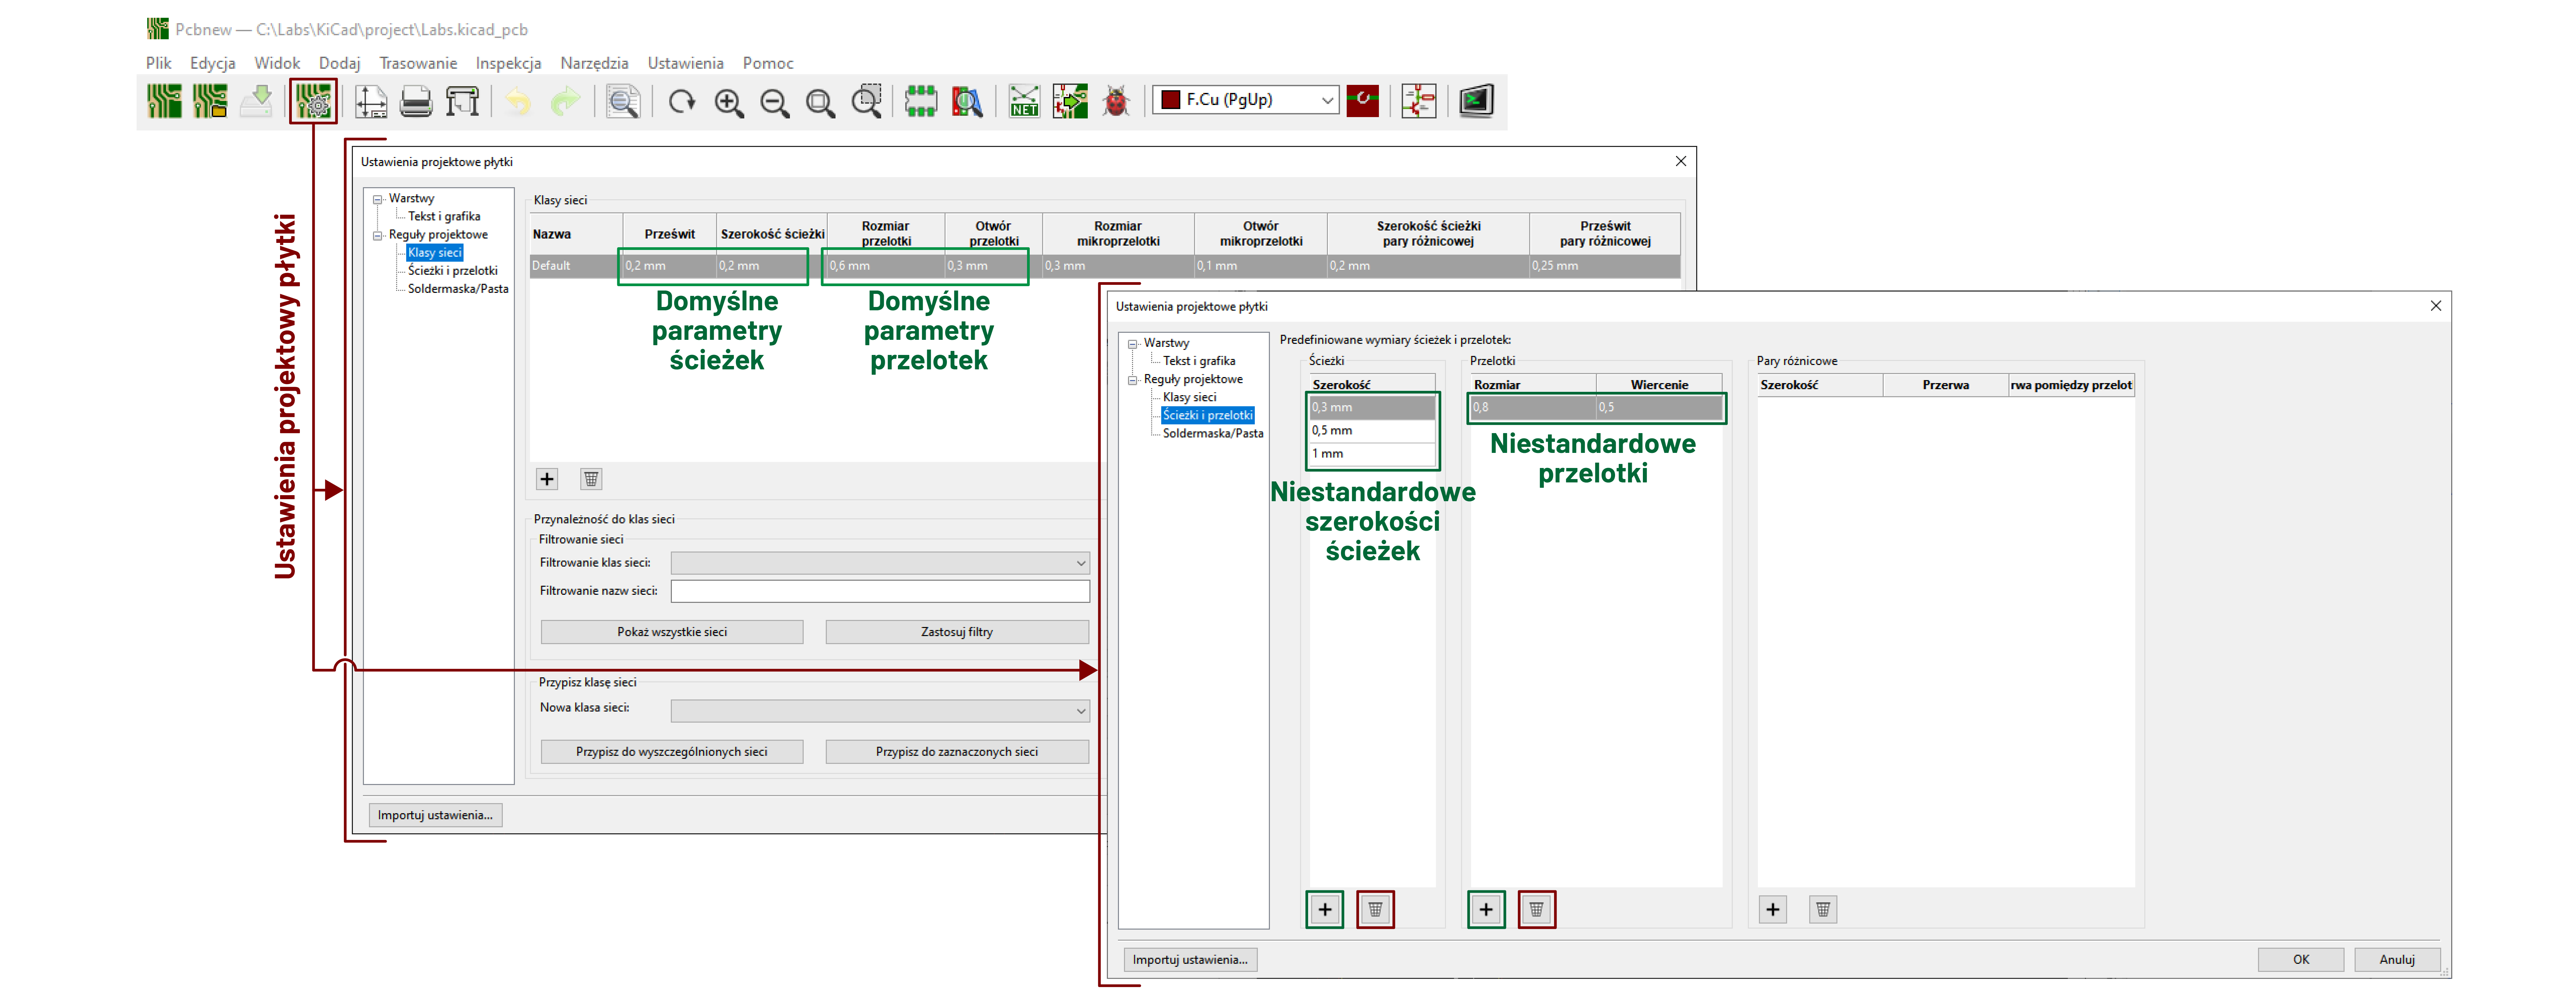 Pcbnew — C:\Labs\KiCad\project\Labs.kicad_pcb
Plik Edycja Widok Dodaj Trasowanie Inspekcja Narzędzia Ustawienia Pomoc
NET
F.Cu (PgUp)
Ustawienia projektowy płytki
Ustawienia projektowe płytki
Warstwy
Tekst i grafika
Reguły projektowe
Klasy sieci
Ścieżki i przelotki
Soldermaska/Pasta
Klasy sieci
Nazwa Prześwit Szerokość ścieżki Rozmiar przelotki Otwór przelotki Rozmiar mikroprzelotki Otwór mikroprzelotki Szerokość ścieżki pary różnicowej Prześwit pary różnicowej
Default 0,2 mm 0,2 mm 0,6 mm 0,3 mm 0,3 mm 0,1 mm 0,2 mm 0,25 mm
Domyślne
parametry
ścieżek
Domyślne
parametry
przelotek
Przynależność do klas sieci
Filtrowanie sieci
Filtrowanie klas sieci:
Filtrowanie nazw sieci:
Pokaż wszystkie sieci Zastosuj filtry
Przypisz klasę sieci
Nowa klasa sieci:
Przypisz do wyszczególnionych sieci Przypisz do zaznaczonych sieci
Importuj ustawienia...
Ustawienia projektowe płytki
Warstwy
Tekst i grafika
Reguły projektowe
Klasy sieci
Ścieżki i przelotki
Soldermaska/Pasta
Predefiniowane wymiary ścieżek i przelotek:
Ścieżki
Szerokość
0,3 mm
0,5 mm
1 mm
Niestandardowe
szerokości
ścieżek
Przelotki
Rozmiar Wiercenie
0,8 0,5
Niestandardowe
przelotki
Pary różnicowe
Szerokość Przerwa rwa pomiędzy przelot
Importuj ustawienia...
OK Anuluj